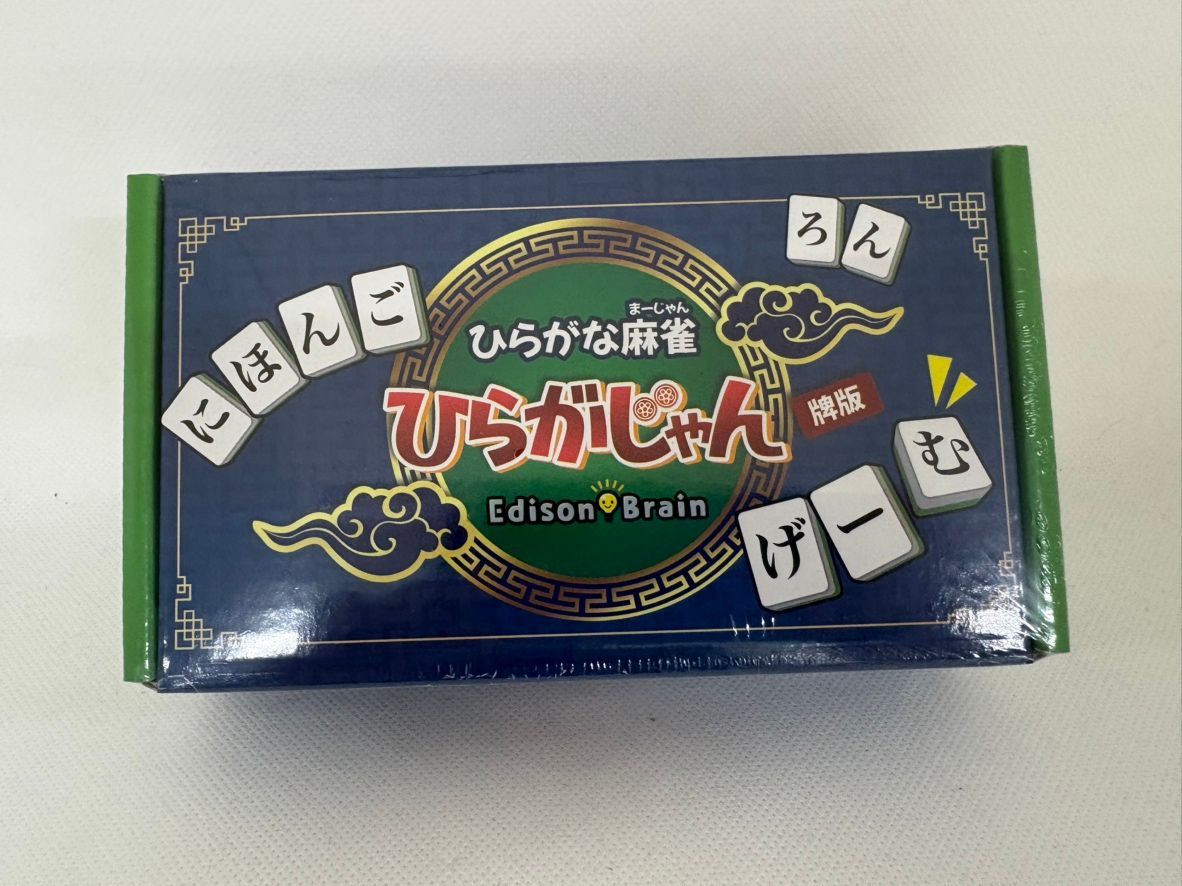 ろん
にほんご
まーじゃん
ひらがな麻雀
ひらがじゃん
牌版
Edison Brain
げーむ